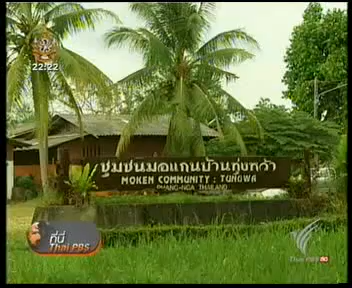 22:22
ชุมชนมอแกนบ้านทุ่งหว้า
MOKEN COMMUNITY : TUNGWA
PHANG-NGA THAILAND
ที่นี่
Thai PBS
Thai PBS